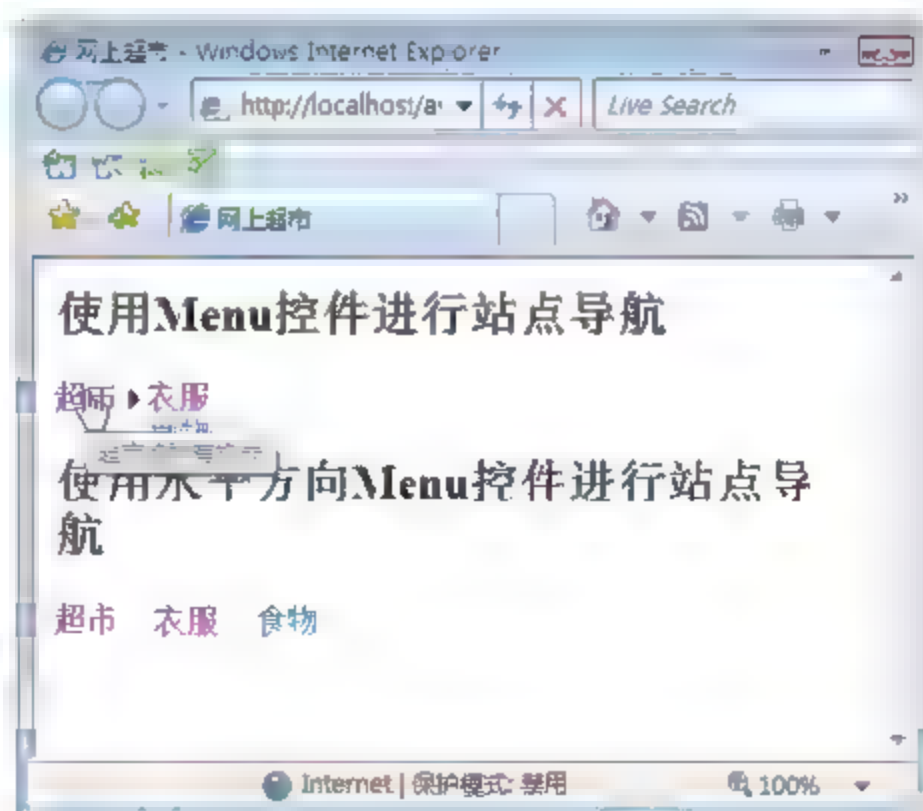 网上超市 - Windows Internet Explorer
http://localhost/a
Live Search
网上超市
使用Menu控件进行站点导航
超市 衣服
使用水平方向Menu控件进行站点导
航
超市 衣服 食物
Internet | 保护模式: 禁用
100%